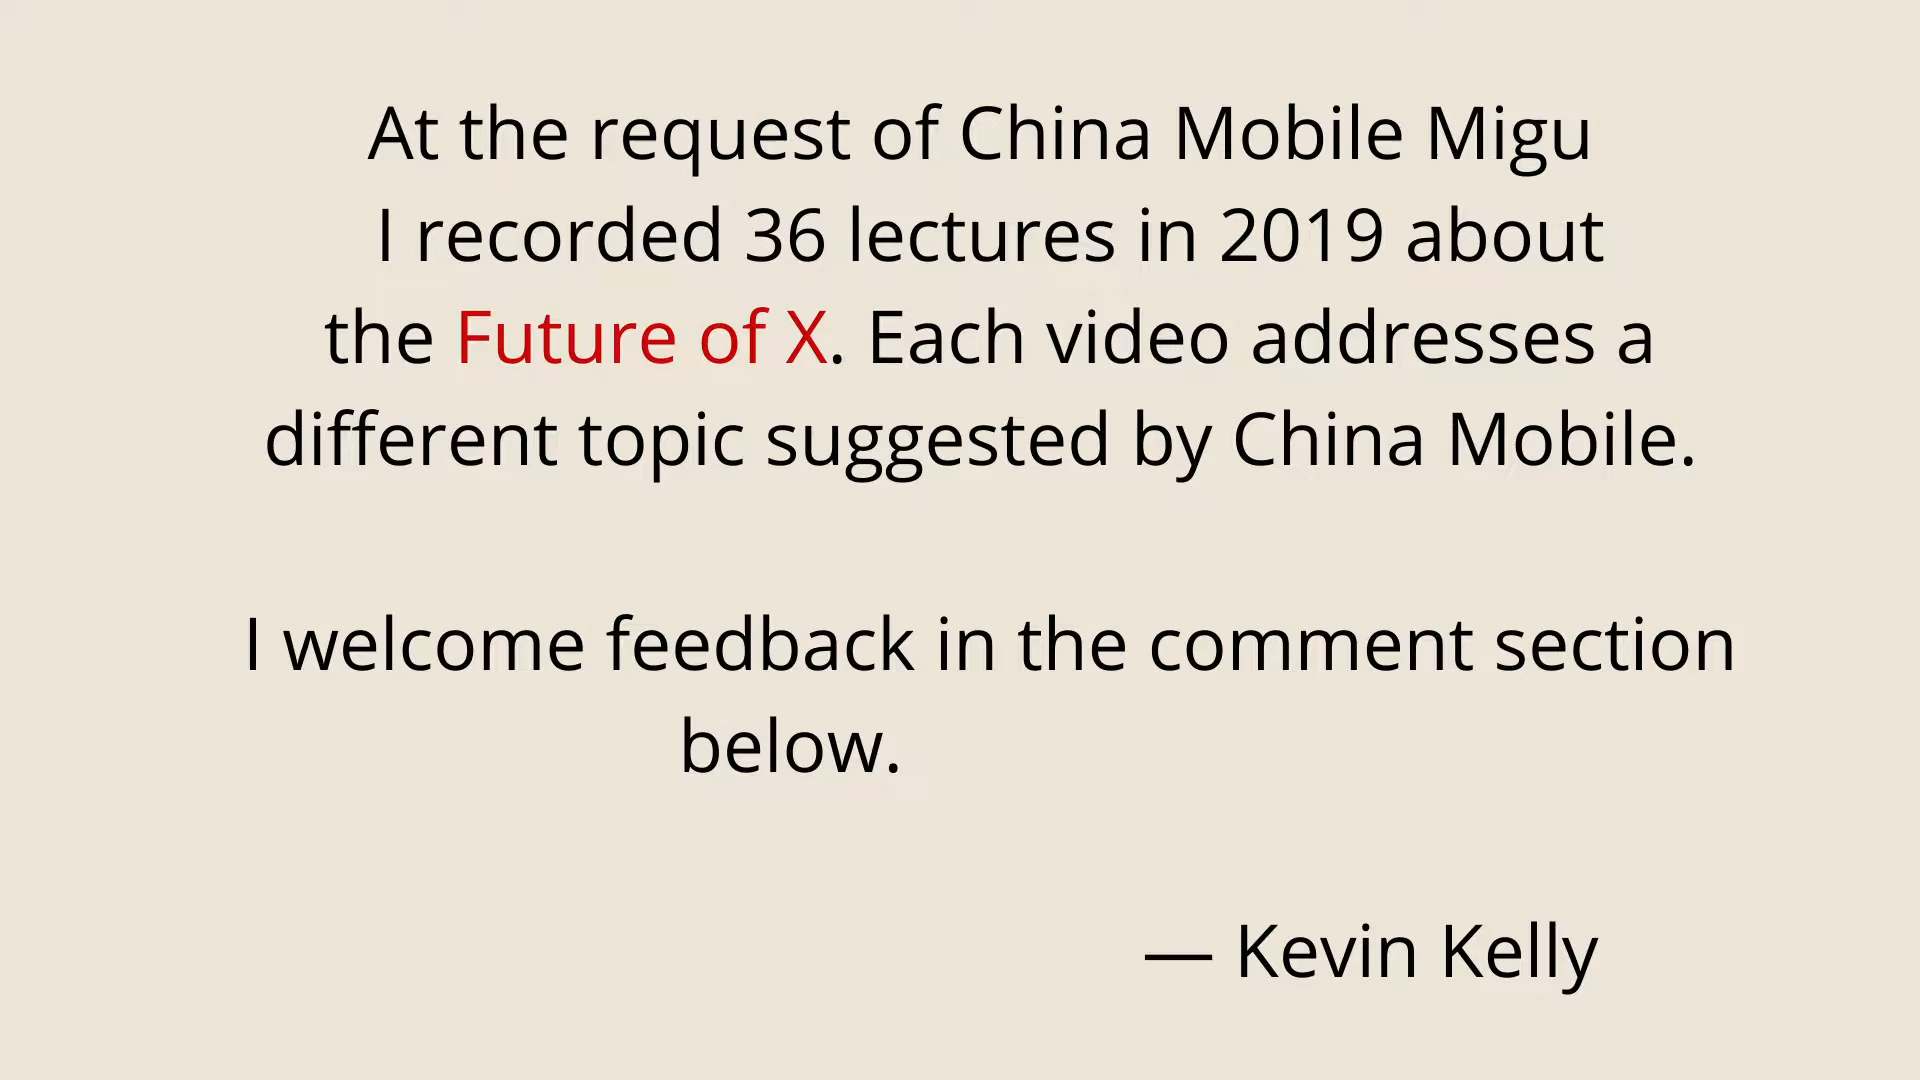 At the request of China Mobile Migu
I recorded 36 lectures in 2019 about
the Future of X. Each video addresses a
different topic suggested by China Mobile.
I welcome feedback in the comment section
below.
— Kevin Kelly